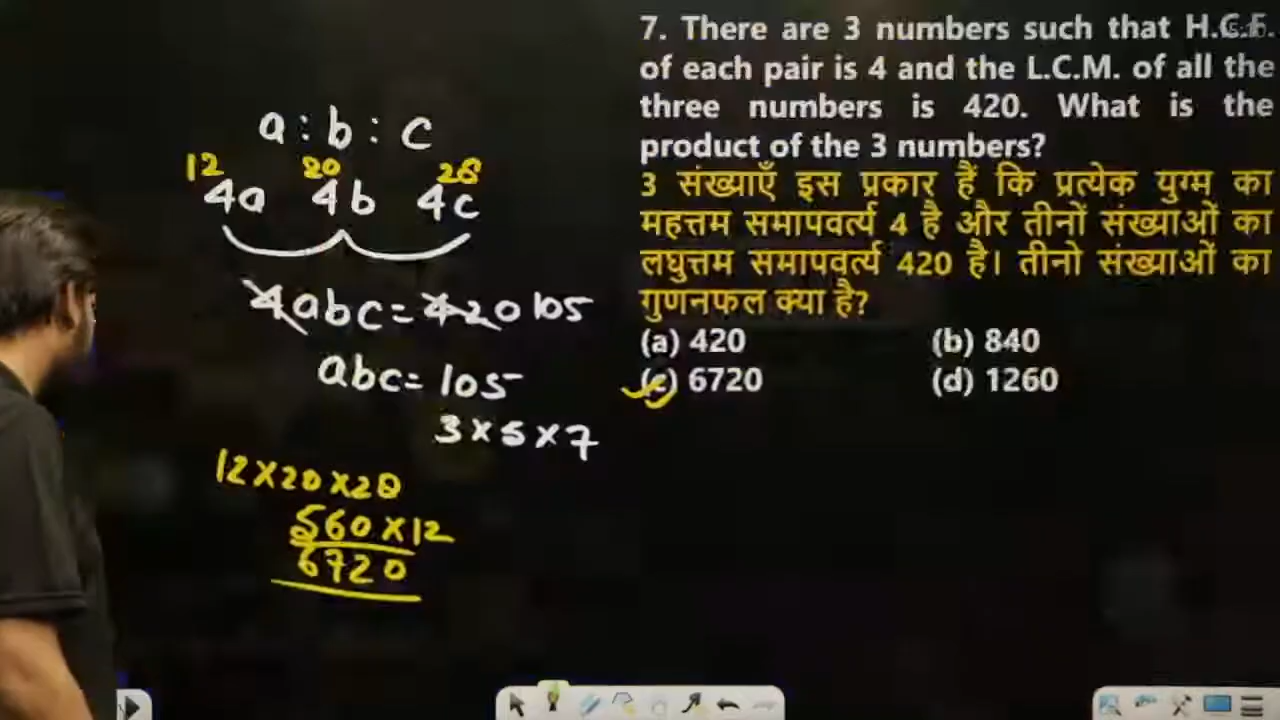 7. There are 3 numbers such that H.C.F.
of each pair is 4 and the L.C.M. of all the
three numbers is 420. What is the
product of the 3 numbers?
3 संख्याएँ इस प्रकार हैं कि प्रत्येक युग्म का
महत्तम समापवर्त्य 4 है और तीनों संख्याओं का
लघुत्तम समापवर्त्य 420 है। तीनो संख्याओं का
गुणनफल क्या है?
(a) 420 (b) 840
(c) 6720 (d) 1260
a : b : c
12 20 28
4a 4b 4c
4abc = 420 105
abc = 105
3 × 5 × 7
12 × 20 × 28
560 × 12
6720